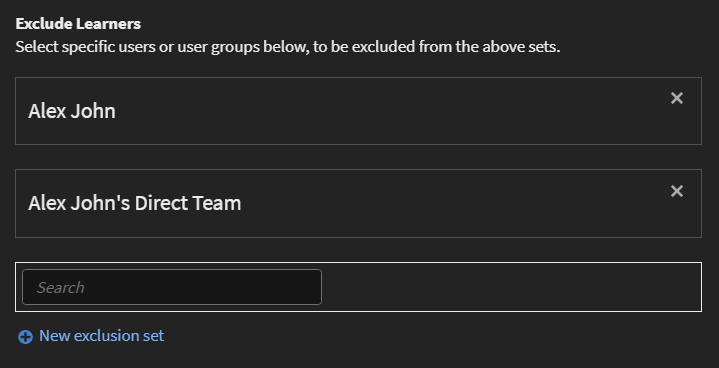 Exclude Learners
Select specific users or user groups below, to be excluded from the above sets.
Alex John
Alex John's Direct Team
Search
New exclusion set